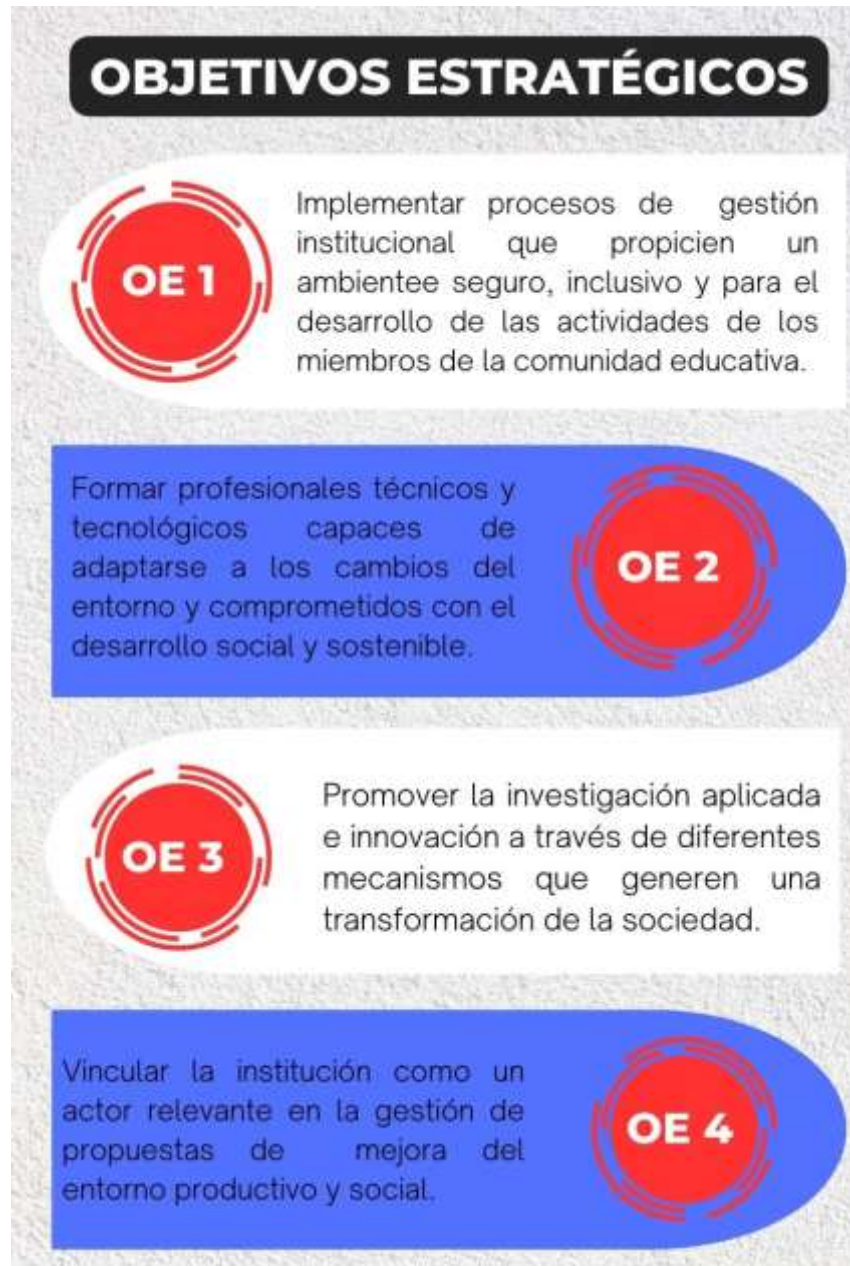 OBJETIVOS ESTRATÉGICOS
OE 1
Implementar procesos de gestión
institucional que propicien un
ambientee seguro, inclusivo y para el
desarrollo de las actividades de los
miembros de la comunidad educativa.
Formar profesionales técnicos y
tecnológicos capaces de
adaptarse a los cambios del
entorno y comprometidos con el
desarrollo social y sostenible.
OE 2
OE 3
Promover la investigación aplicada
e innovación a través de diferentes
mecanismos que generen una
transformación de la sociedad.
Vincular la institución como un
actor relevante en la gestión de
propuestas de mejora del
entorno productivo y social.
OE 4